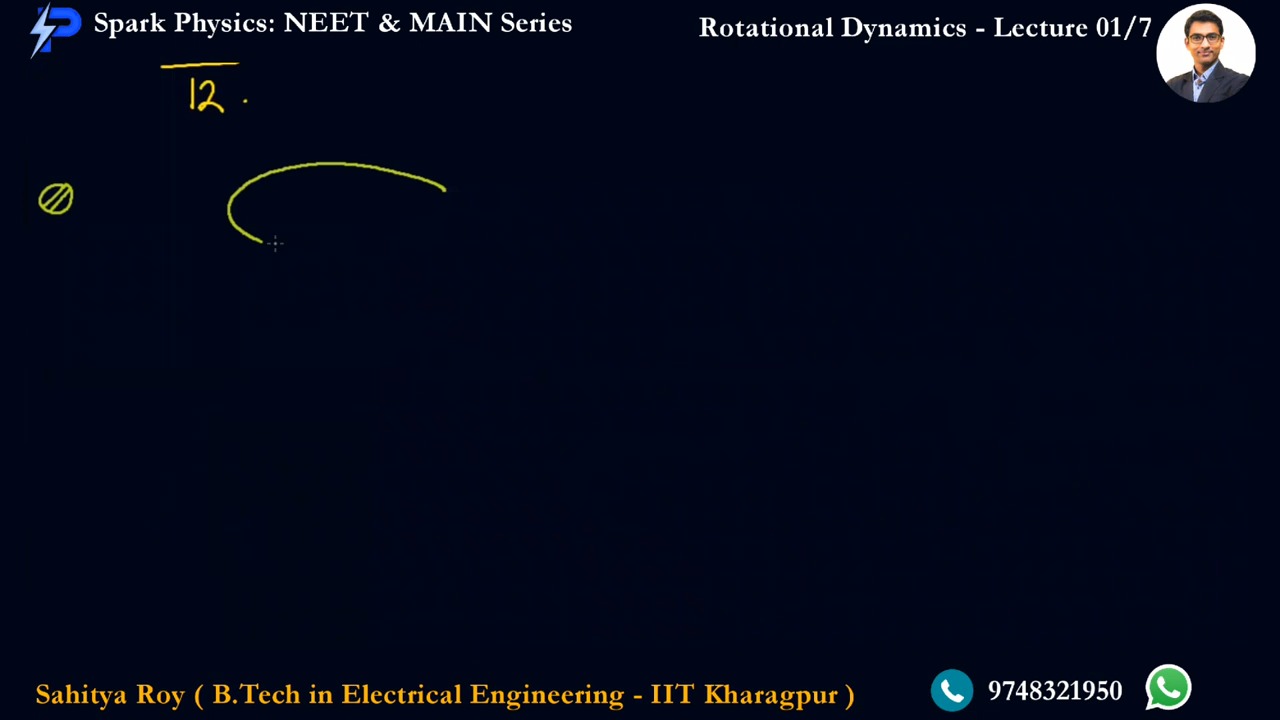 Spark Physics: NEET & MAIN Series
Rotational Dynamics - Lecture 01/7
12 .
Sahitya Roy ( B.Tech in Electrical Engineering - IIT Kharagpur )
9748321950